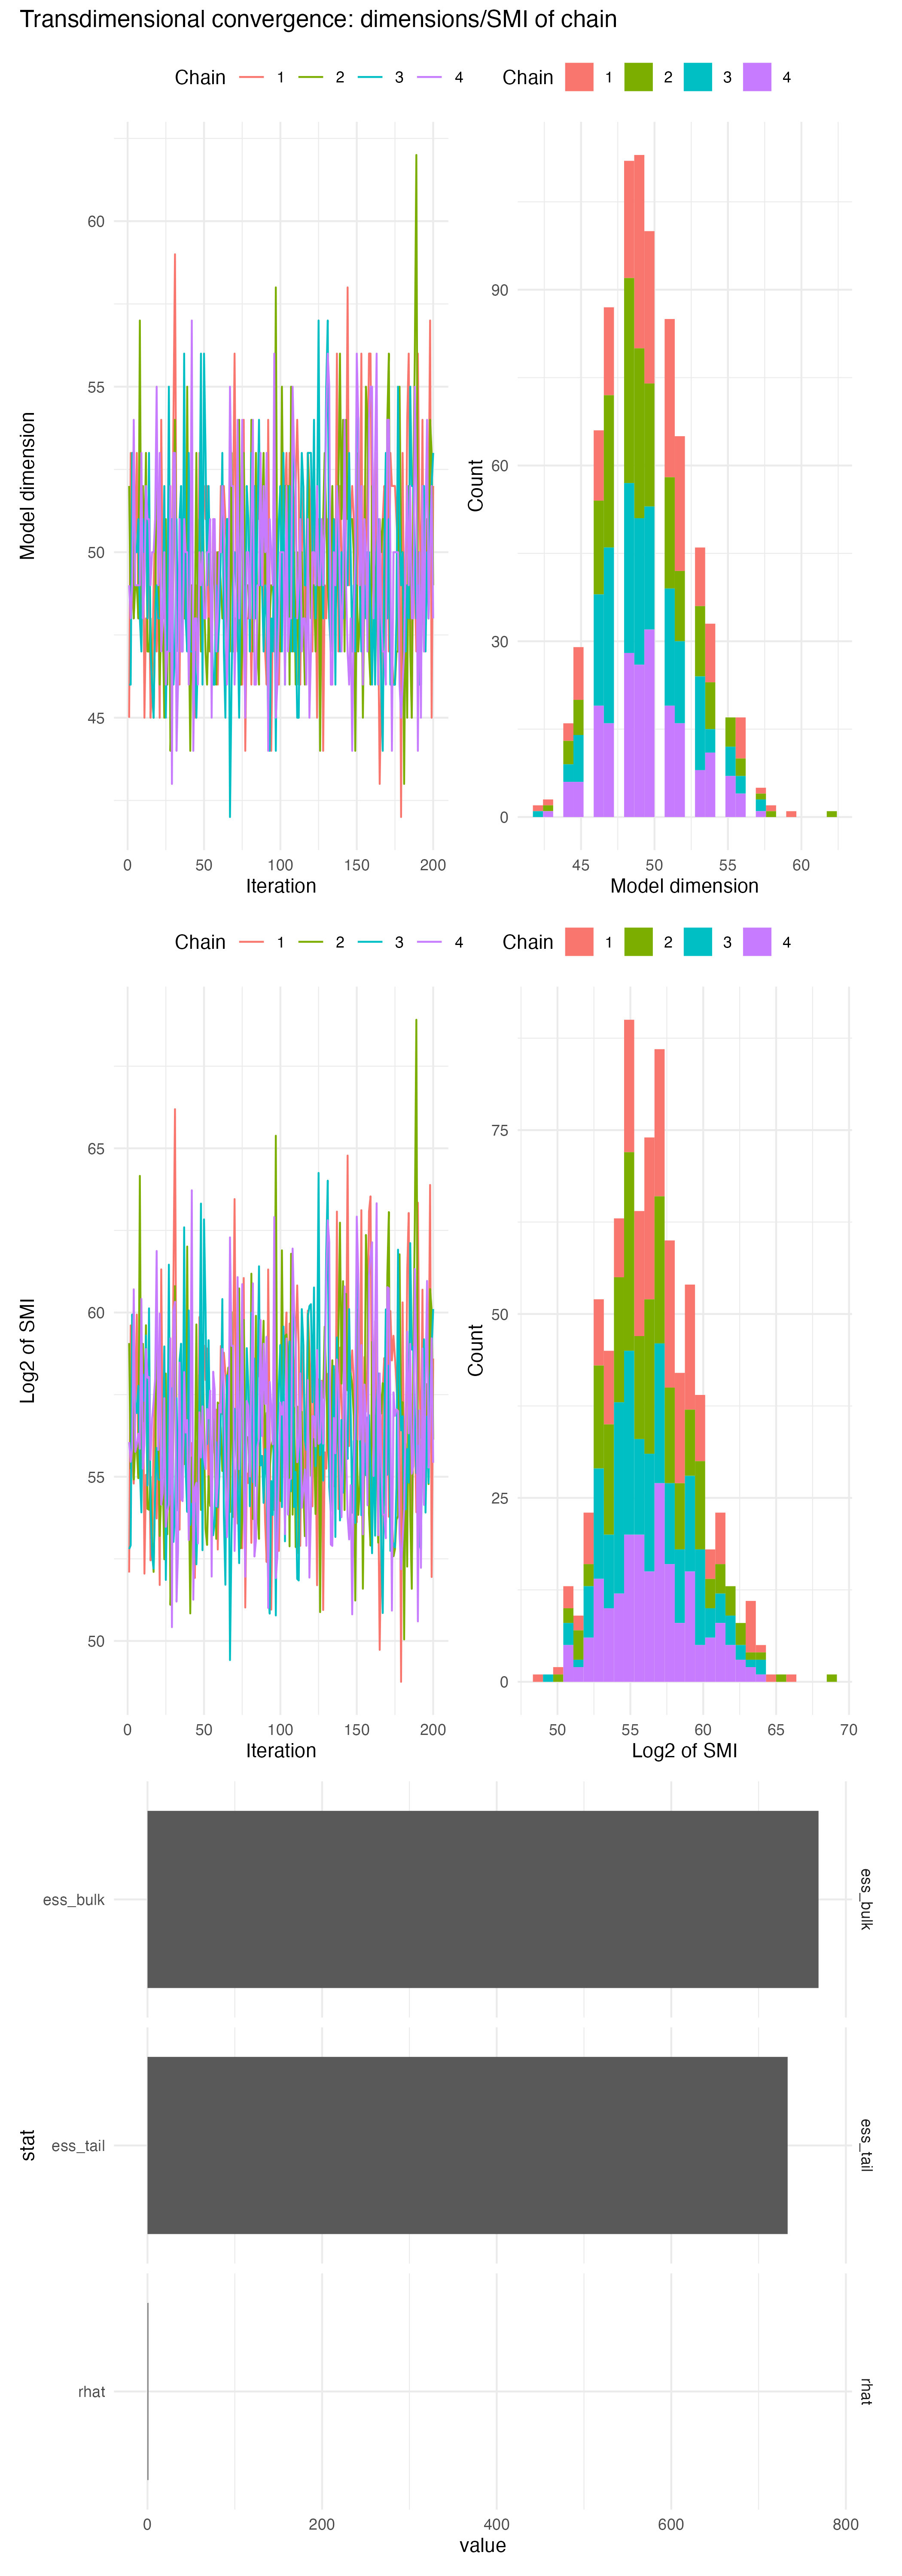 Transdimensional convergence: dimensions/SMI of chain
Chain 1 2 3 4
Chain 1 2 3 4
Model dimension
60
55
50
45
0 50 100 150 200
Iteration
Count
90
60
30
0
45 50 55 60
Model dimension
Chain 1 2 3 4
Chain 1 2 3 4
Log2 of SMI
65
60
55
50
0 50 100 150 200
Iteration
Count
75
50
25
0
50 55 60 65 70
Log2 of SMI
stat
ess_bulk
ess_bulk
ess_tail
ess_tail
rhat
rhat
0 200 400 600 800
value